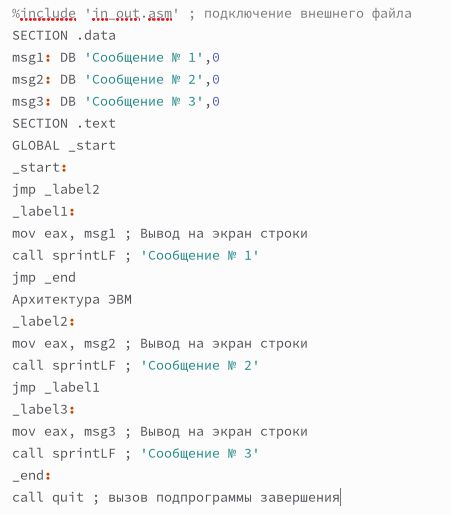 %include 'in_out.asm' ; подключение внешнего файла
SECTION .data
msg1: DB 'Сообщение № 1',0
msg2: DB 'Сообщение № 2',0
msg3: DB 'Сообщение № 3',0
SECTION .text
GLOBAL _start
_start:
jmp _label2
_label1:
mov eax, msg1 ; Вывод на экран строки
call sprintLF ; 'Сообщение № 1'
jmp _end
Архитектура ЭВМ
_label2:
mov eax, msg2 ; Вывод на экран строки
call sprintLF ; 'Сообщение № 2'
jmp _label1
_label3:
mov eax, msg3 ; Вывод на экран строки
call sprintLF ; 'Сообщение № 3'
_end:
call quit ; вызов подпрограммы завершения